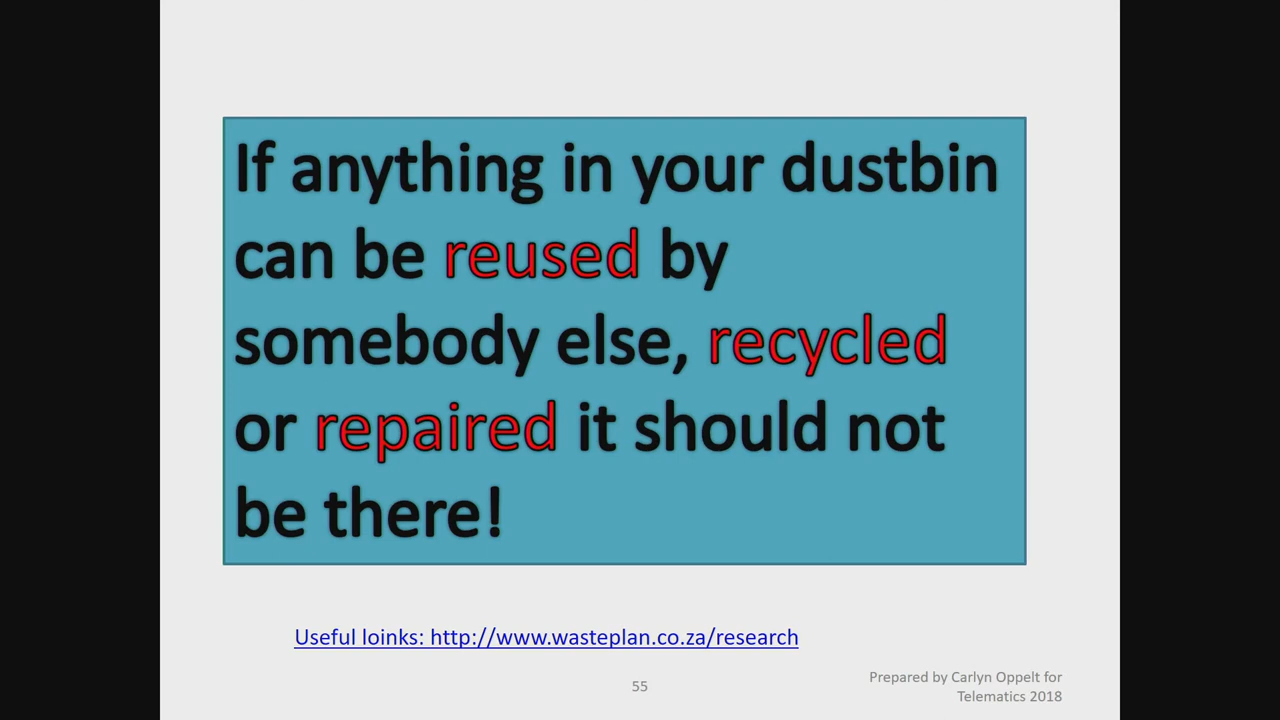 If anything in your dustbin
can be reused by
somebody else, recycled
or repaired it should not
be there!
Useful loinks: http://www.wasteplan.co.za/research
55
Prepared by Carlyn Oppelt for
Telematics 2018